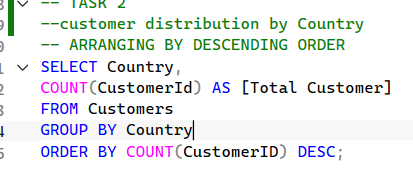 -- TASK 2
--customer distribution by Country
-- ARRANGING BY DESCENDING ORDER
SELECT Country,
COUNT(CustomerId) AS [Total Customer]
FROM Customers
GROUP BY Country
ORDER BY COUNT(CustomerID) DESC;